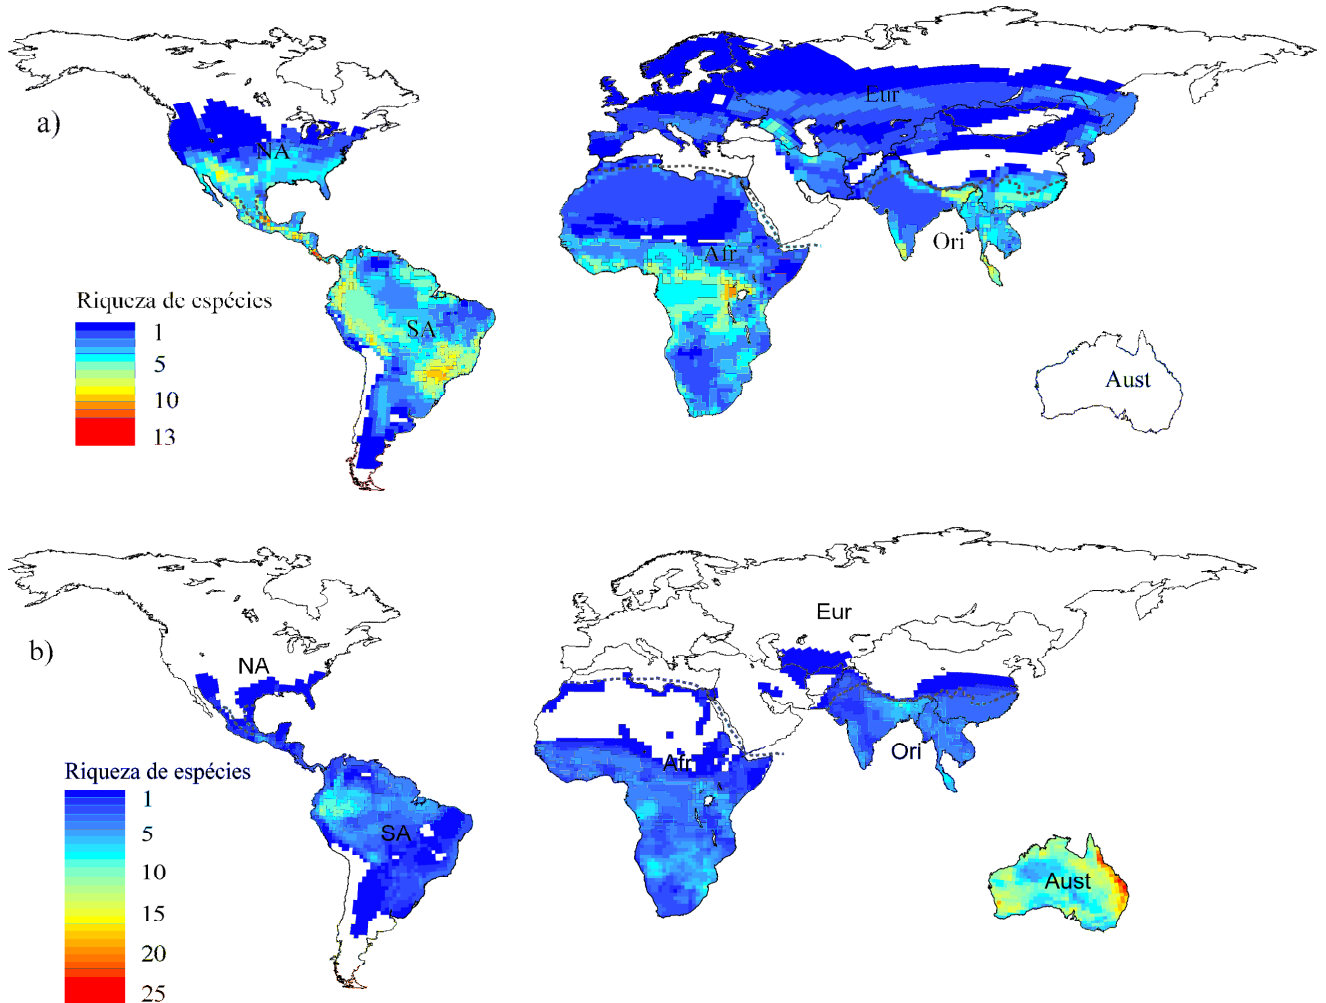 a)
NA
Eur
Afr
Ori
SA
Aust
Riqueza de espécies
1
5
10
13
b)
NA
Eur
Afr
Ori
SA
Aust
Riqueza de espécies
1
5
10
15
20
25